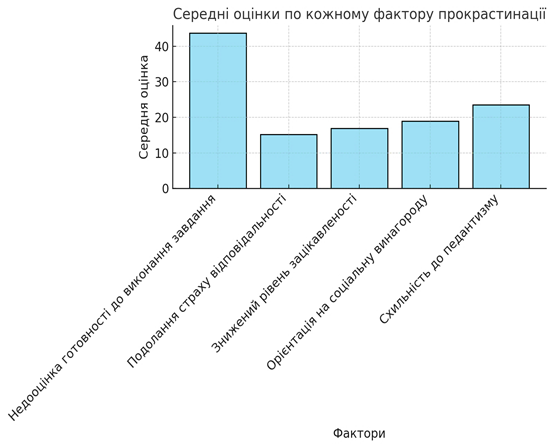 Середні оцінки по кожному фактору прокрастинації
Середня оцінка
40
30
20
10
0
Недооцінка готовності до виконання завдання
Подолання страху відповідальності
Знижений рівень зацікавленості
Орієнтація на соціальну винагороду
Схильність до педантизму
Фактори